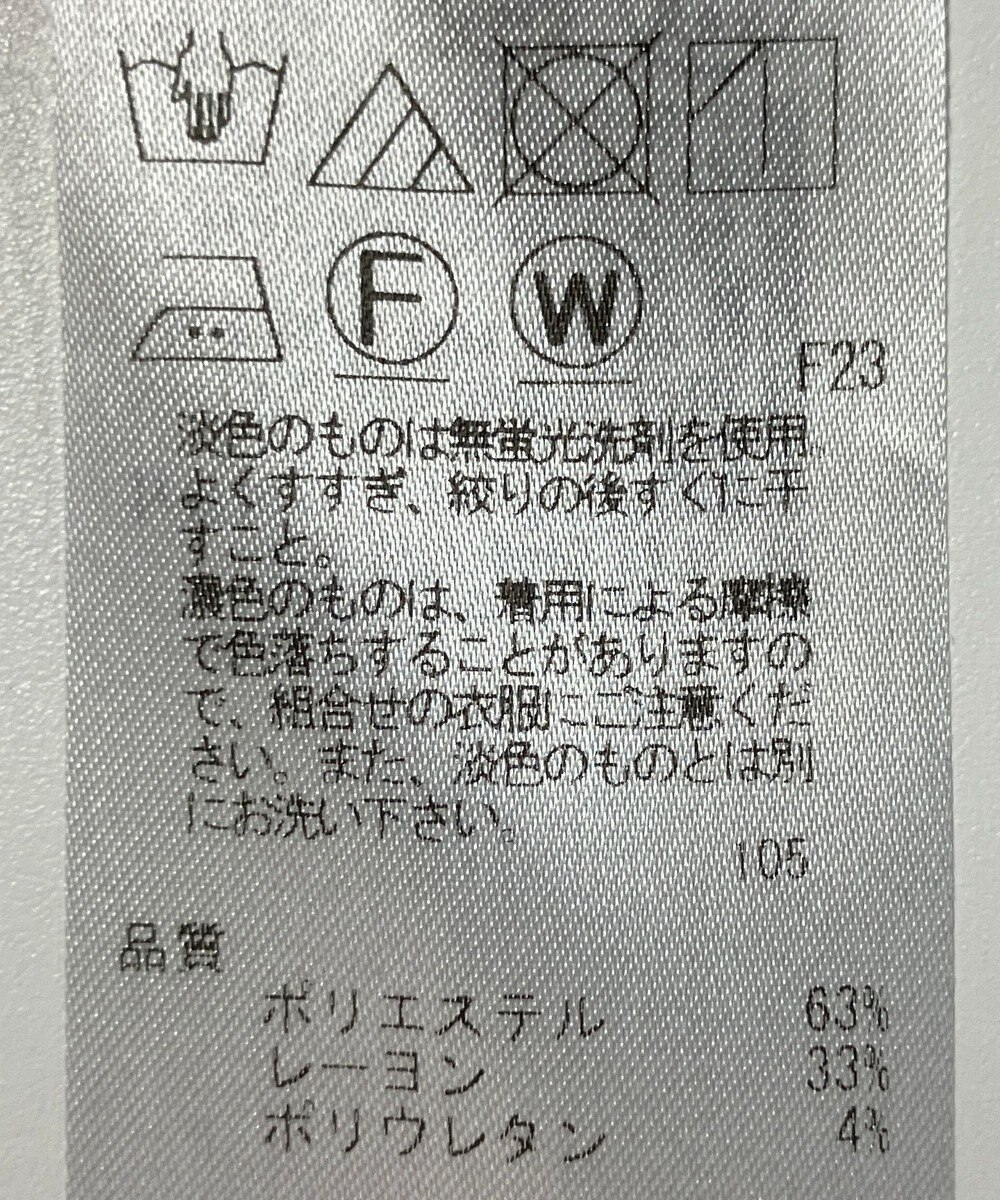 F W
F23
淡色のものは無蛍光洗剤を使用
よくすすぎ、絞りの後すぐに干
すこと。
濃色のものは、着用による摩擦
で色落ちすることがありますの
で、組合せの衣服にご注意くだ
さい。また、淡色のものとは別
にお洗い下さい。
105
品質
ポリエステル 63%
レーヨン 33%
ポリウレタン 4%